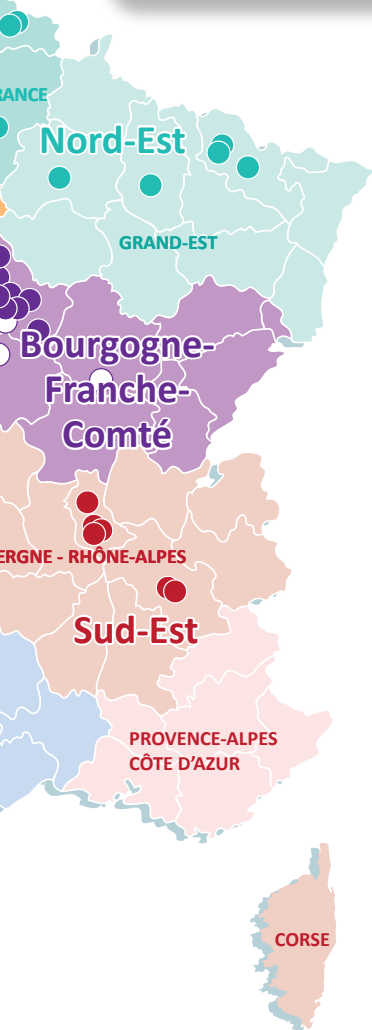 RANCE
Nord-Est
GRAND-EST
Bourgogne-
Franche-
Comté
ERGNE - RHÔNE-ALPES
Sud-Est
PROVENCE-ALPES
CÔTE D’AZUR
CORSE